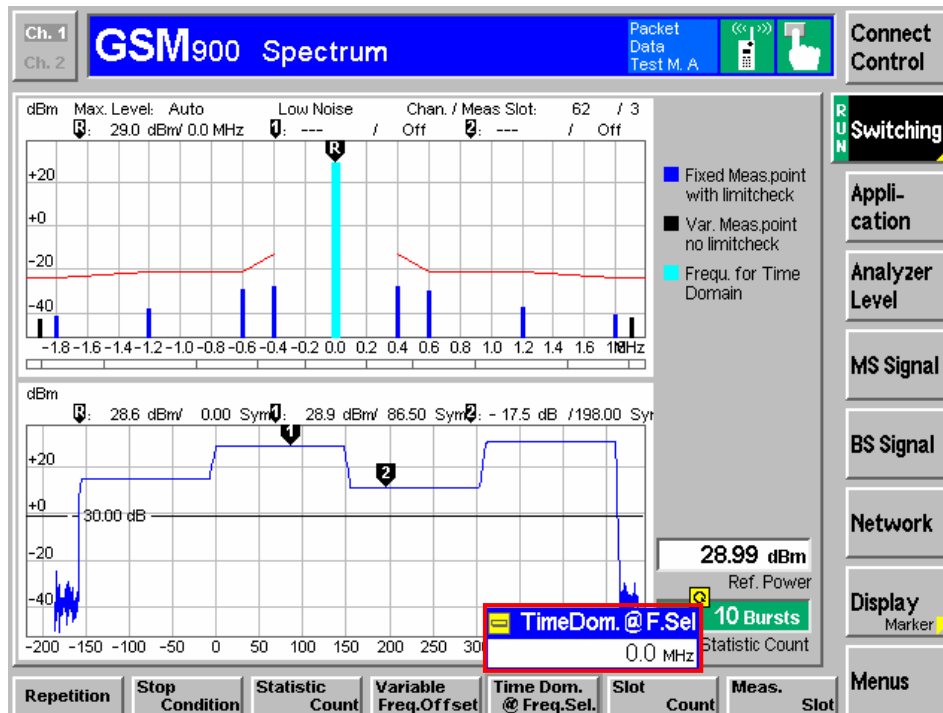 Ch. 1
Ch. 2
GSM900 Spectrum
Packet
Data
Test M. A
Connect
Control
dBm Max. Level: Auto Low Noise Chan. / Meas Slot: 62 / 3
R: 29.0 dBm/ 0.0 MHz 1: --- / Off 2: --- / Off
R
+20
+0
-20
-40
-1.8 -1.6 -1.4 -1.2 -1.0 -0.8 -0.6 -0.4 -0.2 0.0 0.2 0.4 0.6 0.8 1.0 1.2 1.4 1.6 MHz
Fixed Meas.point
with limitcheck
Var. Meas.point
no limitcheck
Frequ. for Time
Domain
RUN
Switching
Appli-
cation
Analyzer
Level
MS Signal
BS Signal
Network
Display
Marker
Menus
dBm
R: 28.6 dBm/ 0.00 Sym 1: 28.9 dBm/ 86.50 Sym 2: - 17.5 dB /198.00 Syr
1
2
+20
+0
- 30.00 dB
-20
-40
-200 -150 -100 -50 0 50 100 150 200 250 30
28.99 dBm
Ref. Power
10 Bursts
Statistic Count
TimeDom. @ F.Sel
0.0 MHz
Repetition
Stop
Condition
Statistic
Count
Variable
Freq.Offset
Time Dom.
@ Freq.Sel.
Slot
Count
Meas.
Slot